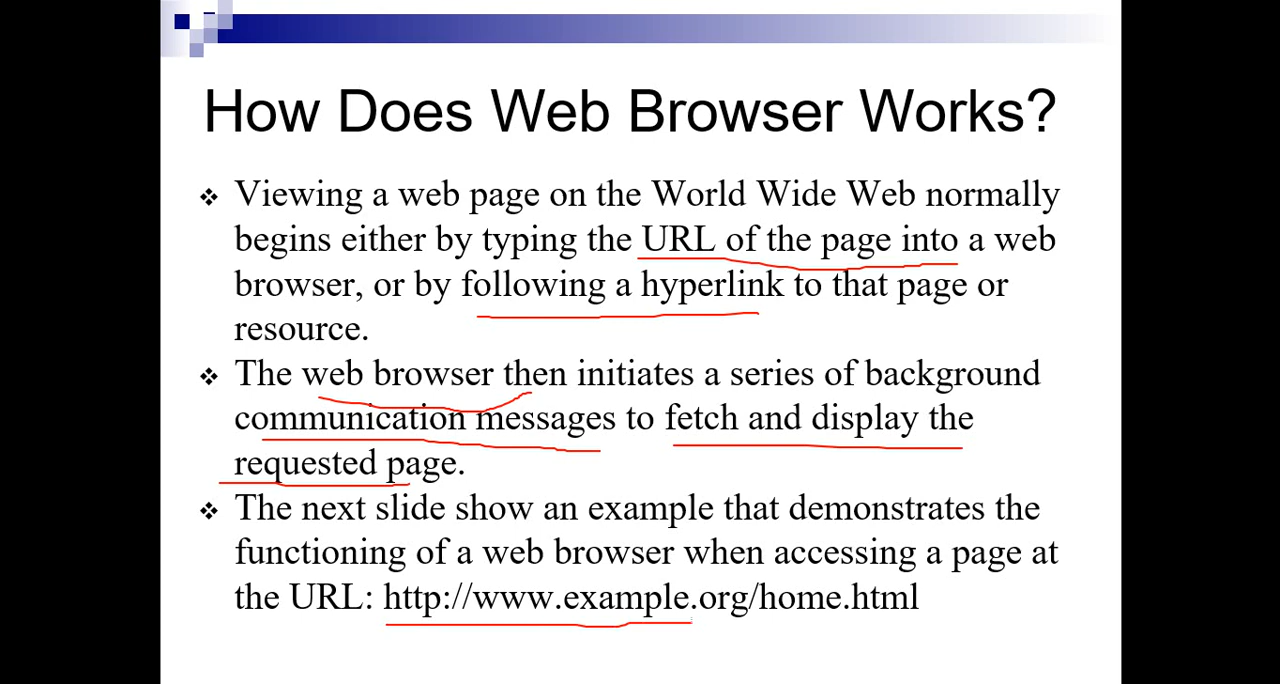 How Does Web Browser Works?
❖ Viewing a web page on the World Wide Web normally
begins either by typing the URL of the page into a web
browser, or by following a hyperlink to that page or
resource.
❖ The web browser then initiates a series of background
communication messages to fetch and display the
requested page.
❖ The next slide show an example that demonstrates the
functioning of a web browser when accessing a page at
the URL: http://www.example.org/home.html